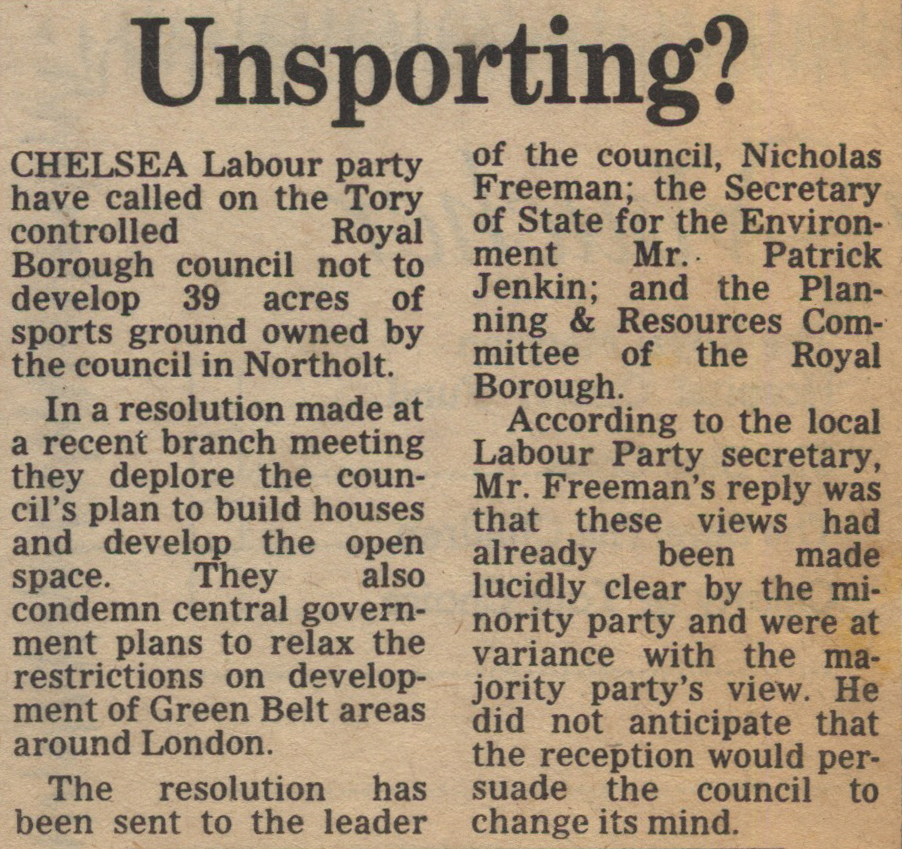 Unsporting?
CHELSEA Labour party
have called on the Tory
controlled Royal
Borough council not to
develop 39 acres of
sports ground owned by
the council in Northolt.
In a resolution made at
a recent branch meeting
they deplore the coun-
cil's plan to build houses
and develop the open
space. They also
condemn central govern-
ment plans to relax the
restrictions on develop-
ment of Green Belt areas
around London.
The resolution has
been sent to the leader
of the council, Nicholas
Freeman; the Secretary
of State for the Environ-
ment Mr. Patrick
Jenkin; and the Plan-
ning & Resources Com-
mittee of the Royal
Borough.
According to the local
Labour Party secretary,
Mr. Freeman's reply was
that these views had
already been made
lucidly clear by the mi-
nority party and were at
variance with the ma-
jority party's view. He
did not anticipate that
the reception would per-
suade the council to
change its mind.